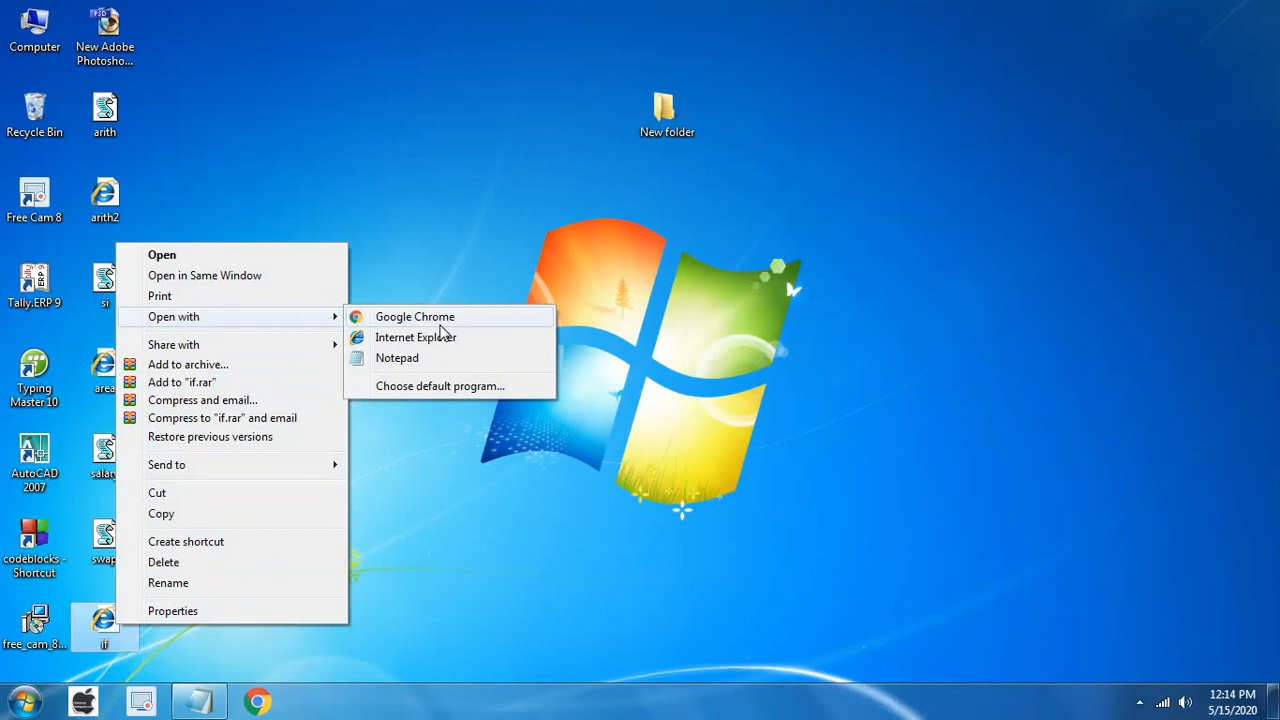 Computer
New Adobe
Photosho...
Recycle Bin
arith
Free Cam 8
arith2
Tally.ERP 9
si
Typing
Master 10
area
AutoCAD
2007
salary
codeblocks -
Shortcut
swap
free_cam_8...
if
New folder
Open
Open in Same Window
Print
Open with
Share with
Add to archive...
Add to "if.rar"
Compress and email...
Compress to "if.rar" and email
Restore previous versions
Send to
Cut
Copy
Create shortcut
Delete
Rename
Properties
Google Chrome
Internet Explorer
Notepad
Choose default program...
12:14 PM
5/15/2020